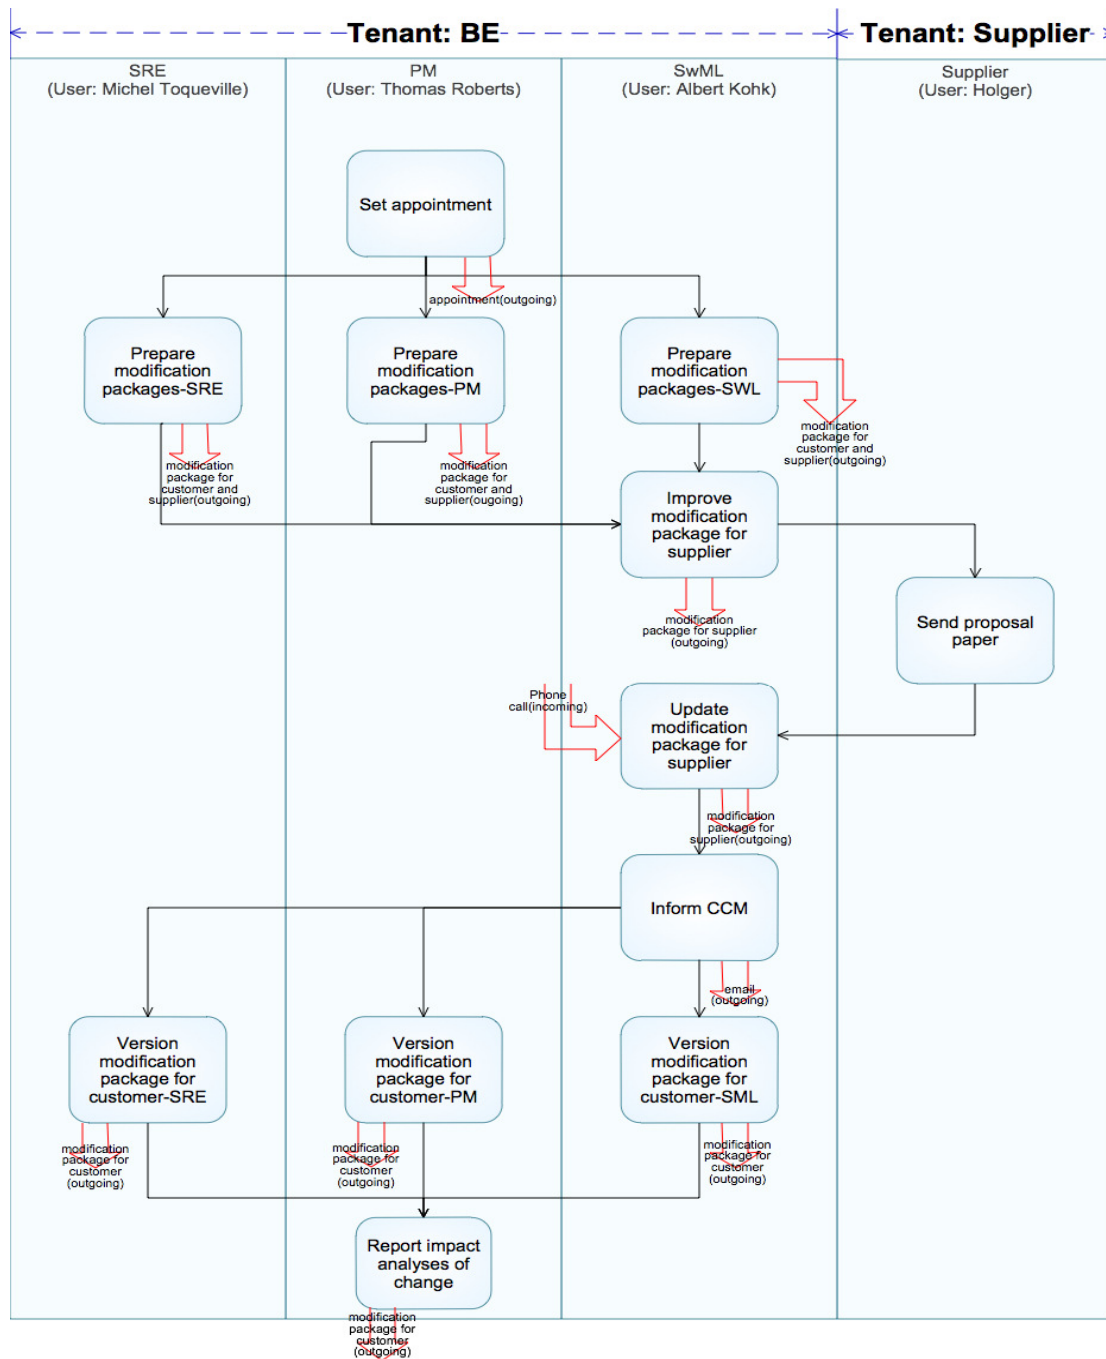 Tenant: BE
Tenant: Supplier
SRE
(User: Michel Toqueville)
PM
(User: Thomas Roberts)
SwML
(User: Albert Kohk)
Supplier
(User: Holger)
Set appointment
appointment(outgoing)
Prepare
modification
packages-SRE
Prepare
modification
packages-PM
Prepare
modification
packages-SWL
modification
package for
customer and
supplier(outgoing)
modification
package for
customer and
supplier(outgoing)
modification
package for
customer and
supplier(outgoing)
Improve
modification
package for
supplier
modification
package for supplier
(outgoing)
Send proposal
paper
Phone
call(incoming)
Update
modification
package for
supplier
modification
package for
supplier(outgoing)
Inform CCM
email
(outgoing)
Version
modification
package for
customer-SRE
Version
modification
package for
customer-PM
Version
modification
package for
customer-SML
modification
package for
customer
(outgoing)
modification
package for
customer
(outgoing)
modification
package for
customer
(outgoing)
Report impact
analyses of
change
modification
package for
customer
(outgoing)